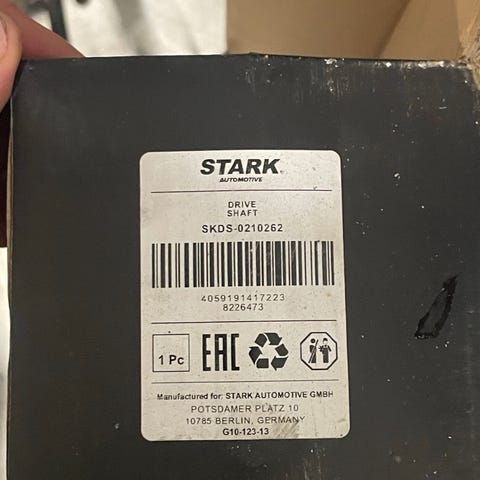 STARK
AUTOMOTIVE
DRIVE
SHAFT
SKDS-0210262
4059191417223
8226473
1 Pc
EAC
Manufactured for: STARK AUTOMOTIVE GMBH
POTSDAMER PLATZ 10
10785 BERLIN, GERMANY
G10-123-13